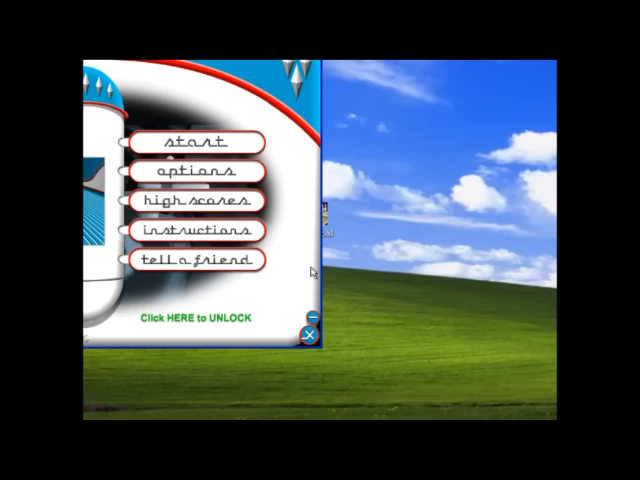 start
options
high scores
instructions
tell a friend
Click HERE to UNLOCK